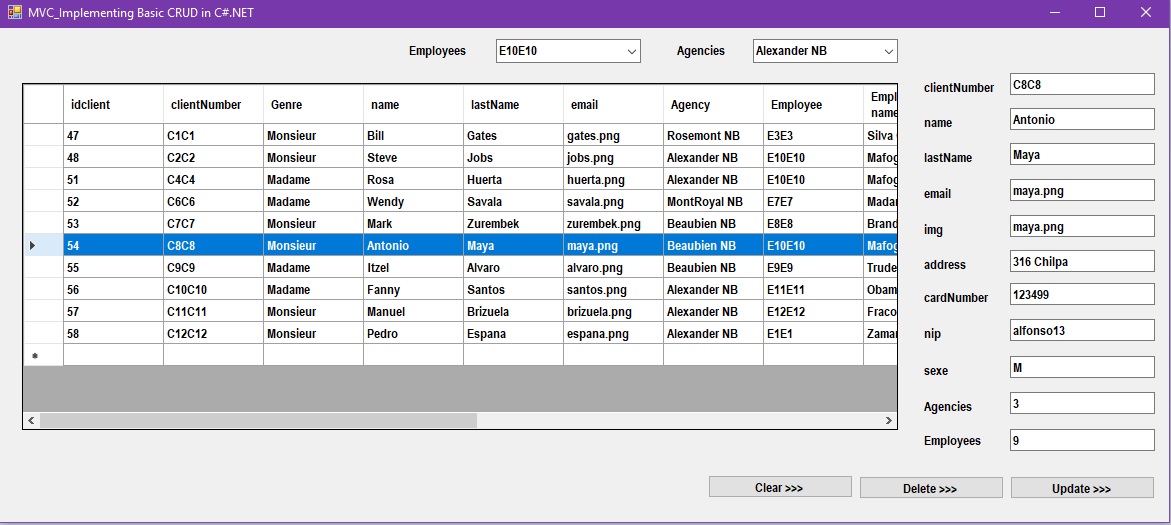 MVC_Implementing Basic CRUD in C#.NET
Employees E10E10 Agencies Alexander NB
idclient clientNumber Genre name lastName email Agency Employee Empl
name
47 C1C1 Monsieur Bill Gates gates.png Rosemont NB E3E3 Silva
48 C2C2 Monsieur Steve Jobs jobs.png Alexander NB E10E10 Mafog
51 C4C4 Madame Rosa Huerta huerta.png Alexander NB E10E10 Mafog
52 C6C6 Madame Wendy Savala savala.png MontRoyal NB E7E7 Madar
53 C7C7 Monsieur Mark Zurembek zurembek.png Beaubien NB E8E8 Brand
54 C8C8 Monsieur Antonio Maya maya.png Beaubien NB E10E10 Mafog
55 C9C9 Madame Itzel Alvaro alvaro.png Beaubien NB E9E9 Trude
56 C10C10 Madame Fanny Santos santos.png Alexander NB E11E11 Obam
57 C11C11 Monsieur Manuel Brizuela brizuela.png Alexander NB E12E12 Fraco
58 C12C12 Monsieur Pedro Espana espana.png Alexander NB E1E1 Zamar
clientNumber C8C8
name Antonio
lastName Maya
email maya.png
img maya.png
address 316 Chilpa
cardNumber 123499
nip alfonso13
sexe M
Agencies 3
Employees 9
Clear >>> Delete >>> Update >>>